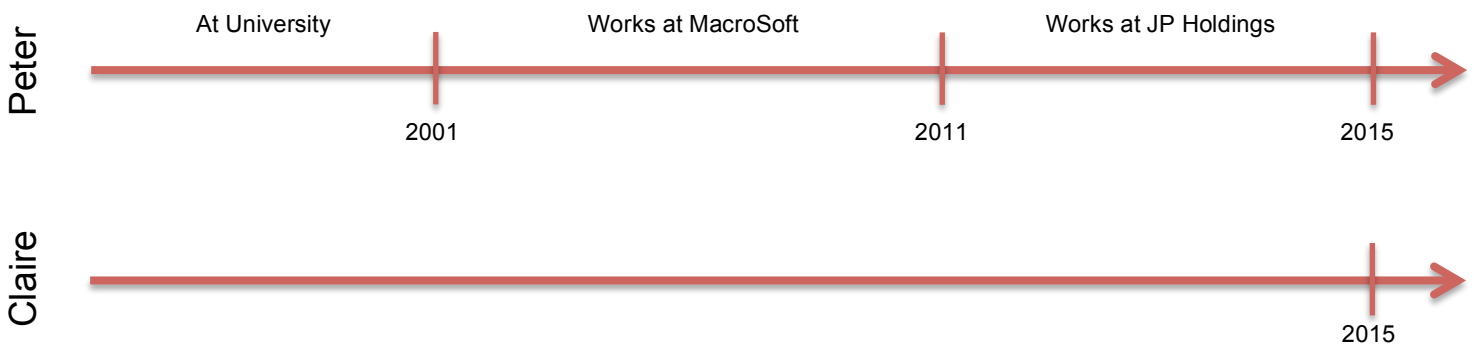 Peter
At University
Works at MacroSoft
Works at JP Holdings
2001
2011
2015
Claire
2015